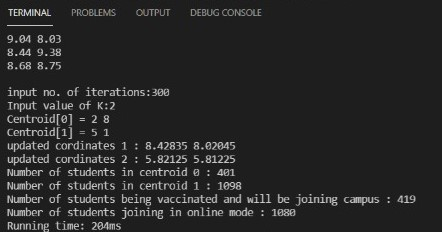 TERMINAL PROBLEMS OUTPUT DEBUG CONSOLE
9.04 8.03
8.44 9.38
8.68 8.75
input no. of iterations:300
Input value of K:2
Centroid[0] = 2 8
Centroid[1] = 5 1
updated cordinates 1 : 8.42835 8.02045
updated cordinates 2 : 5.82125 5.81225
Number of students in centroid 0 : 401
Number of students in centroid 1 : 1098
Number of students being vaccinated and will be joining campus : 419
Number of students joining in online mode : 1080
Running time: 204ms